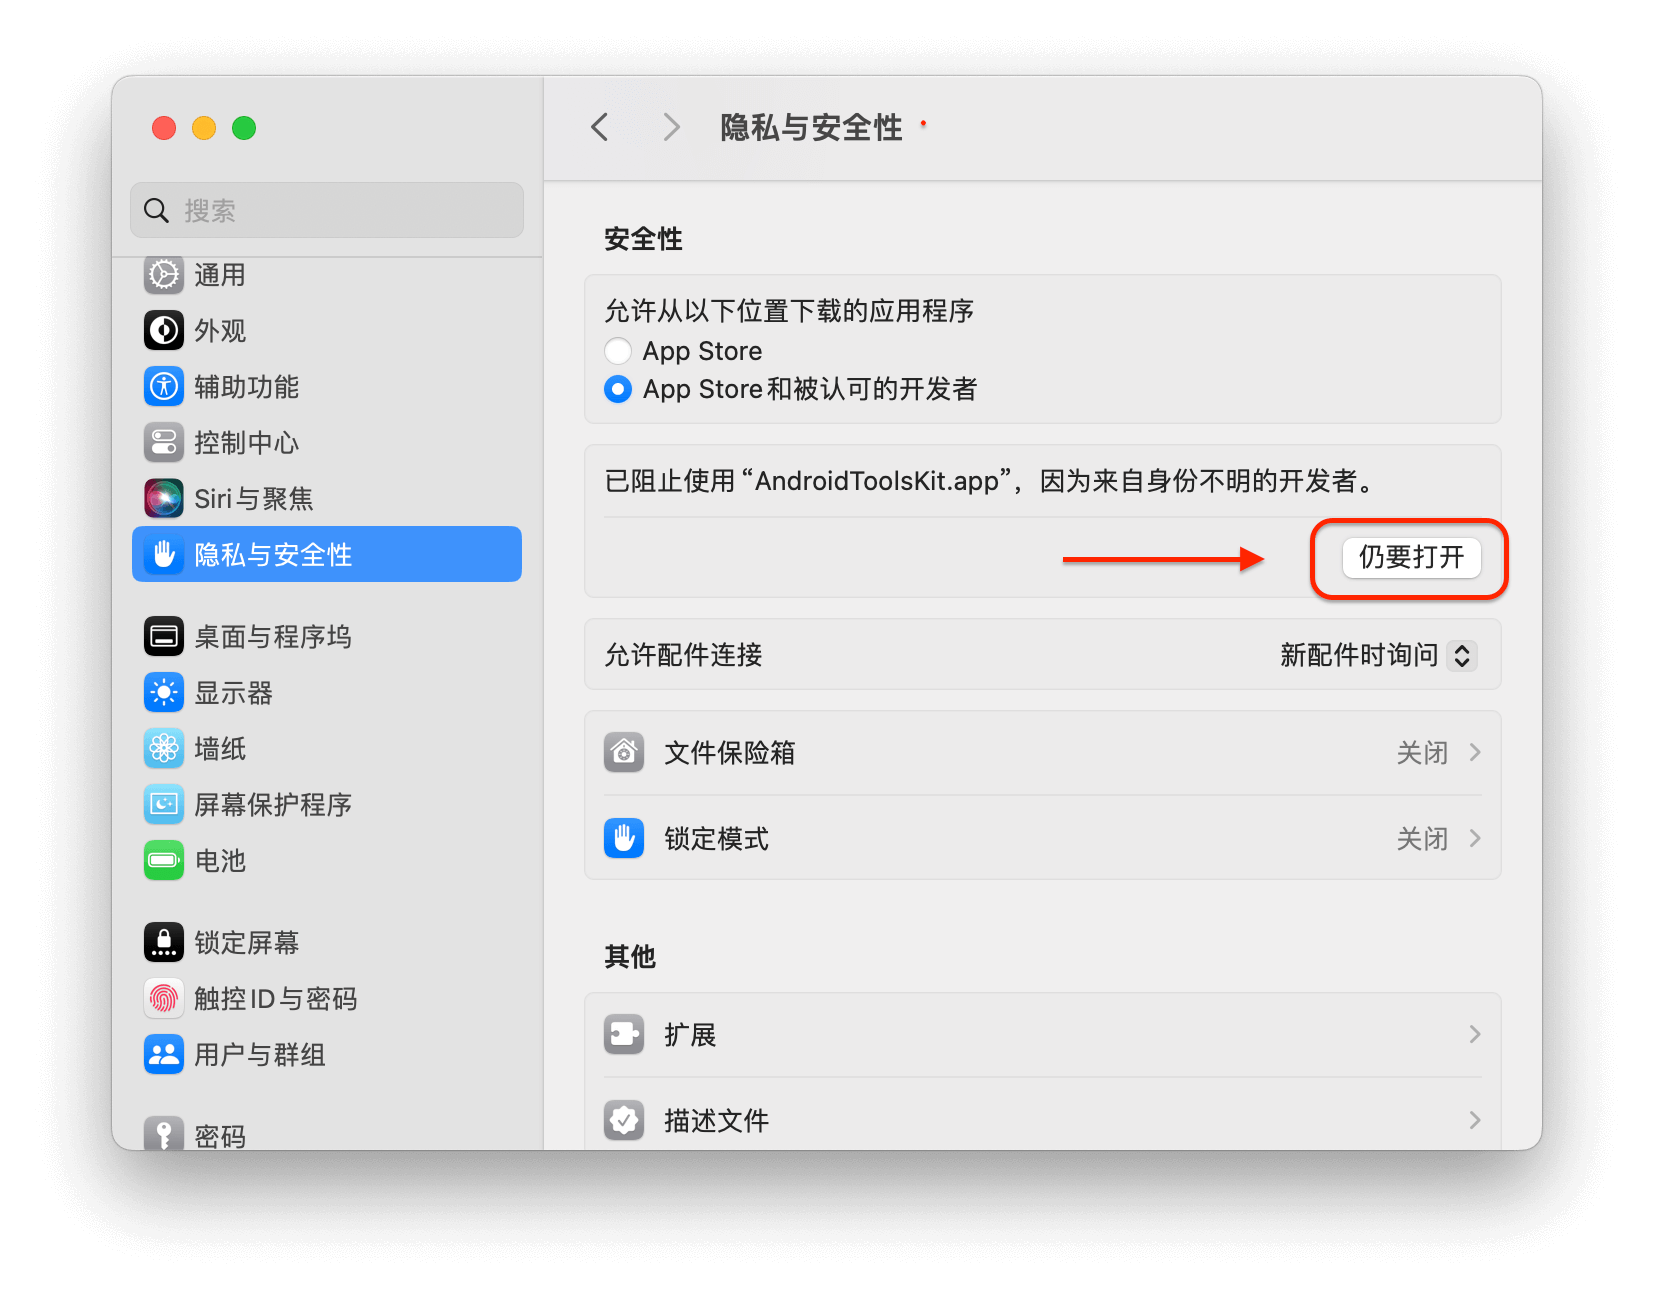 隐私与安全性
搜索
通用
外观
辅助功能
控制中心
Siri与聚焦
隐私与安全性
桌面与程序坞
显示器
墙纸
屏幕保护程序
电池
锁定屏幕
触控ID与密码
用户与群组
密码
安全性
允许从以下位置下载的应用程序
App Store
App Store和被认可的开发者
已阻止使用“AndroidToolsKit.app”，因为来自身份不明的开发者。
仍要打开
允许配件连接 新配件时询问
文件保险箱 关闭
锁定模式 关闭
其他
扩展
描述文件